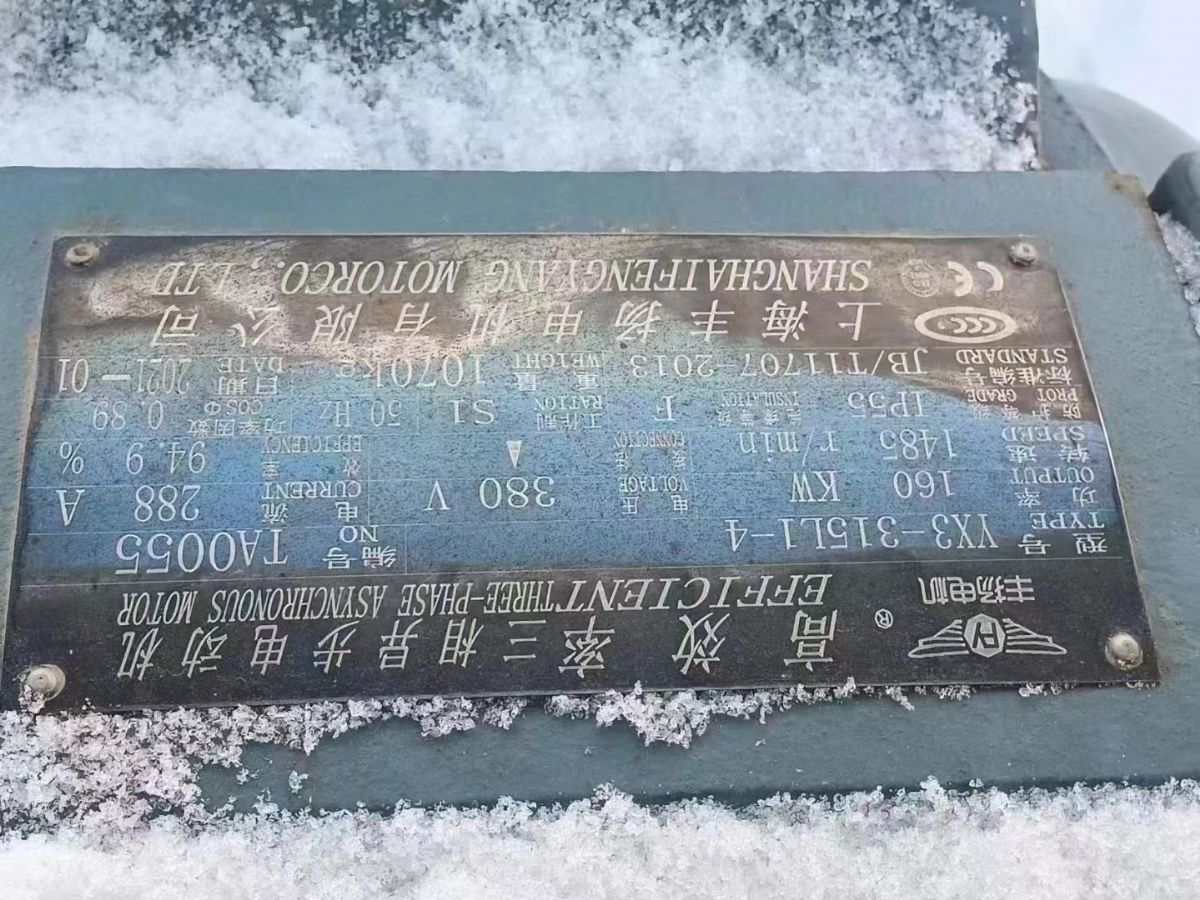 丰扬电机 ®
高效率三相异步电动机
EFFICIENT THREE-PHASE ASYNCHRONOUS MOTOR
型号 TYPE YX3-315L1-4 编号 NO TA0055
功率 OUTPUT 160 KW 电压 VOLTAGE 380 V 电流 CURRENT 288 A
转速 SPEED 1485 r/min CONNECTION 效率 EFFICIENCY 94.9 %
防护等级 PROT GRADE IP55 绝缘等级 INSULATION F 工作制 RATION S1 50 Hz 功率因数 COSΦ 0.89
标准编号 STANDARD JB/T11707-2013 重量 WEIGHT 1070kg 日期 DATE 2021-01
CCC 上海丰扬电机有限公司
CE SHANGHAIFENGYANG MOTORCO., LTD